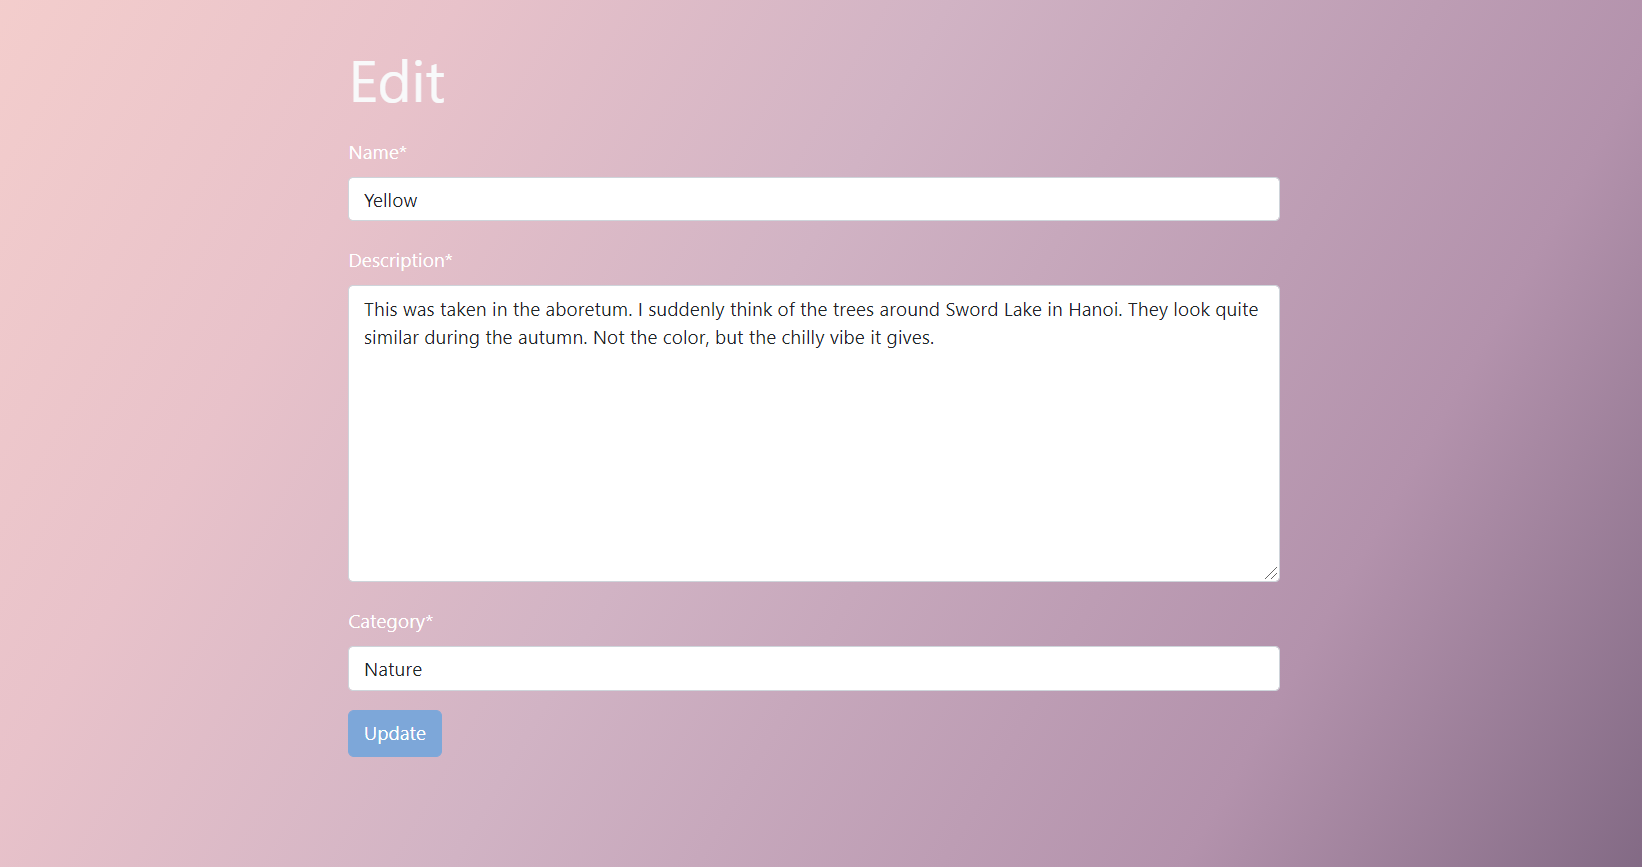 Edit
Name*
Yellow
Description*
This was taken in the aboretum. I suddenly think of the trees around Sword Lake in Hanoi. They look quite
similar during the autumn. Not the color, but the chilly vibe it gives.
Category*
Nature
Update